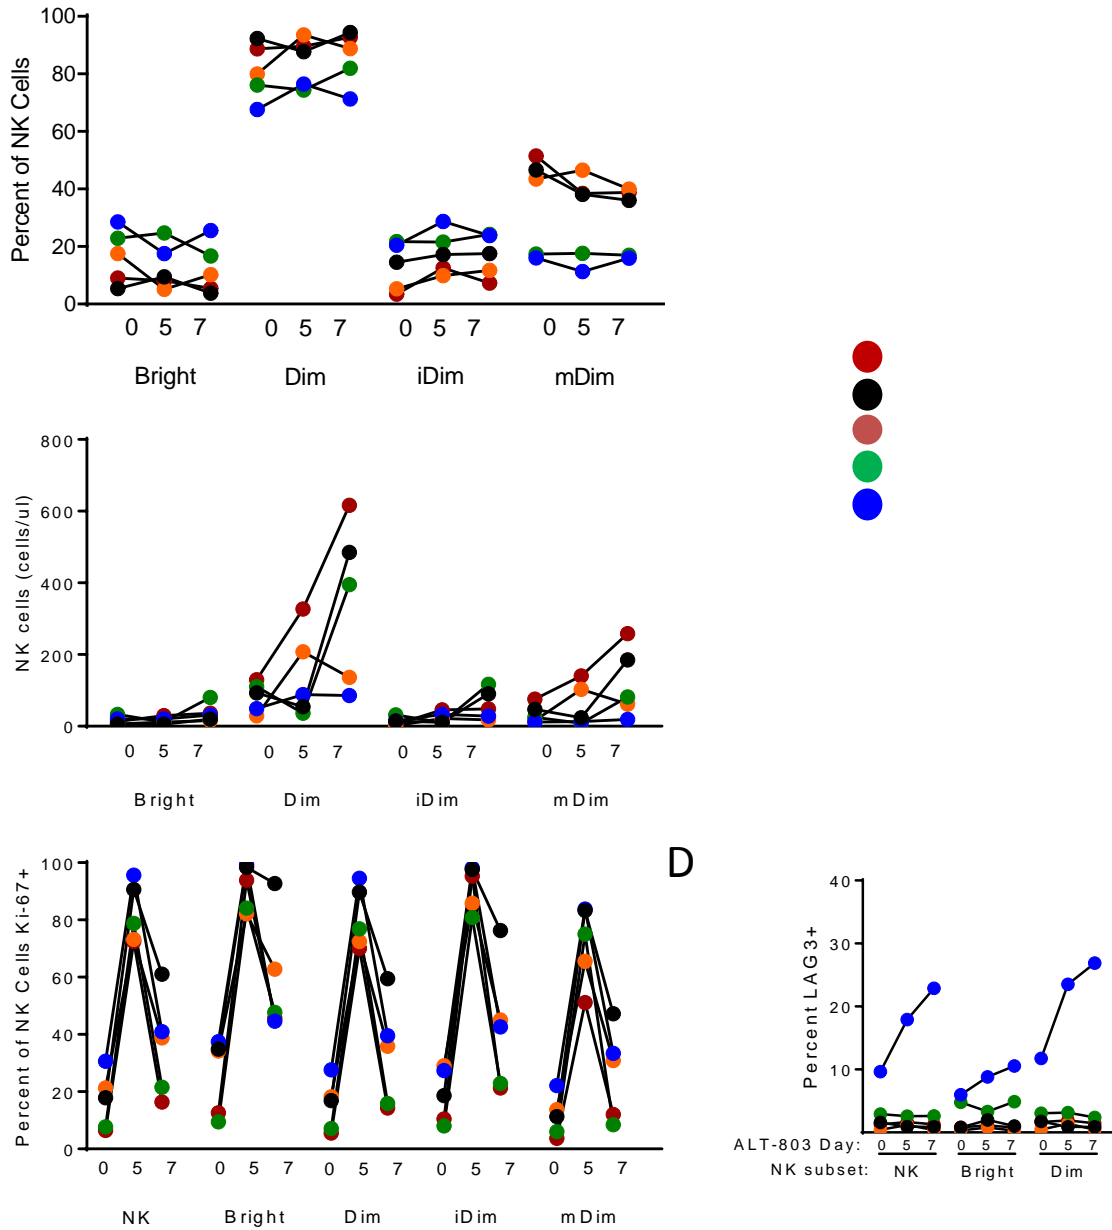 100
80
60
40
20
0
Percent of NK Cells
0 5 7 0 5 7 0 5 7 0 5 7
Bright Dim iDim mDim
800
600
400
200
0
NK cells (cells/ul)
0 5 7 0 5 7 0 5 7 0 5 7
Bright Dim iDim mDim
100
80
60
40
20
0
Percent of NK Cells Ki-67+
0 5 7 0 5 7 0 5 7 0 5 7 0 5 7
NK Bright Dim iDim mDim
D
40
30
20
10
Percent LAG3+
ALT-803 Day: 0 5 7 0 5 7 0 5 7
NK subset: NK Bright Dim